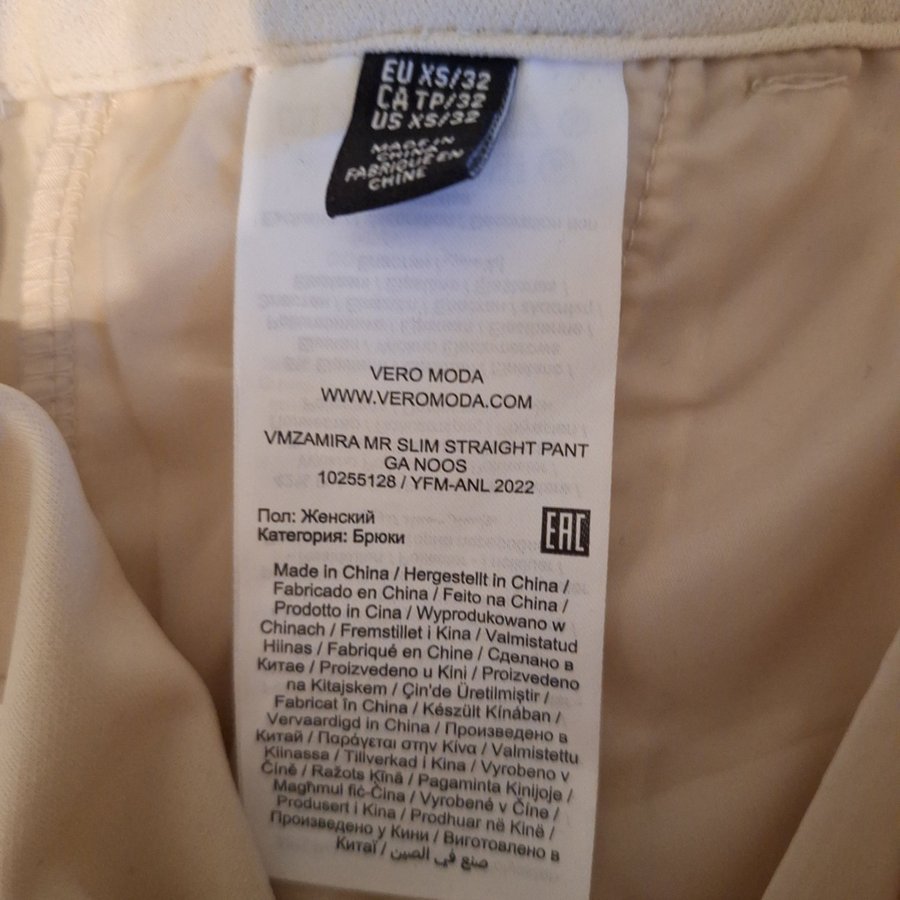 EU XS/32
CA TP/32
US XS/32
MADE IN
CHINA
FABRIQUÉ EN
CHINE
VERO MODA
WWW.VEROMODA.COM
VMZAMIRA MR SLIM STRAIGHT PANT
GA NOOS
10255128 / YFM-ANL 2022
Пол: Женский
Категория: Брюки
EAC
Made in China / Hergestellt in China /
Fabricado en China / Feito na China /
Prodotto in Cina / Wyprodukowano w
Chinach / Fremstillet i Kina / Valmistatud
Hiinas / Fabriqué en Chine / Сделано в
Китае / Proizvedeno u Kini / Proizvedeno
na Kitajskem / Çin'de Üretilmiştir /
Fabricat în China / Készült Kínában /
Vervaardigd in China / Произведено в
Китай / Παράγεται στην Κίνα / Valmistettu
Kiinassa / Tillverkad i Kina / Vyrobeno v
Číně / Ražots Ķīnā / Pagaminta Kinijoje /
Magħmul fiċ-Ċina / Vyrobené v Číne /
Produsert i Kina / Prodhuar në Kinë /
Произведено у Кини / Виготовлено в
Китаї / صنع في الصين